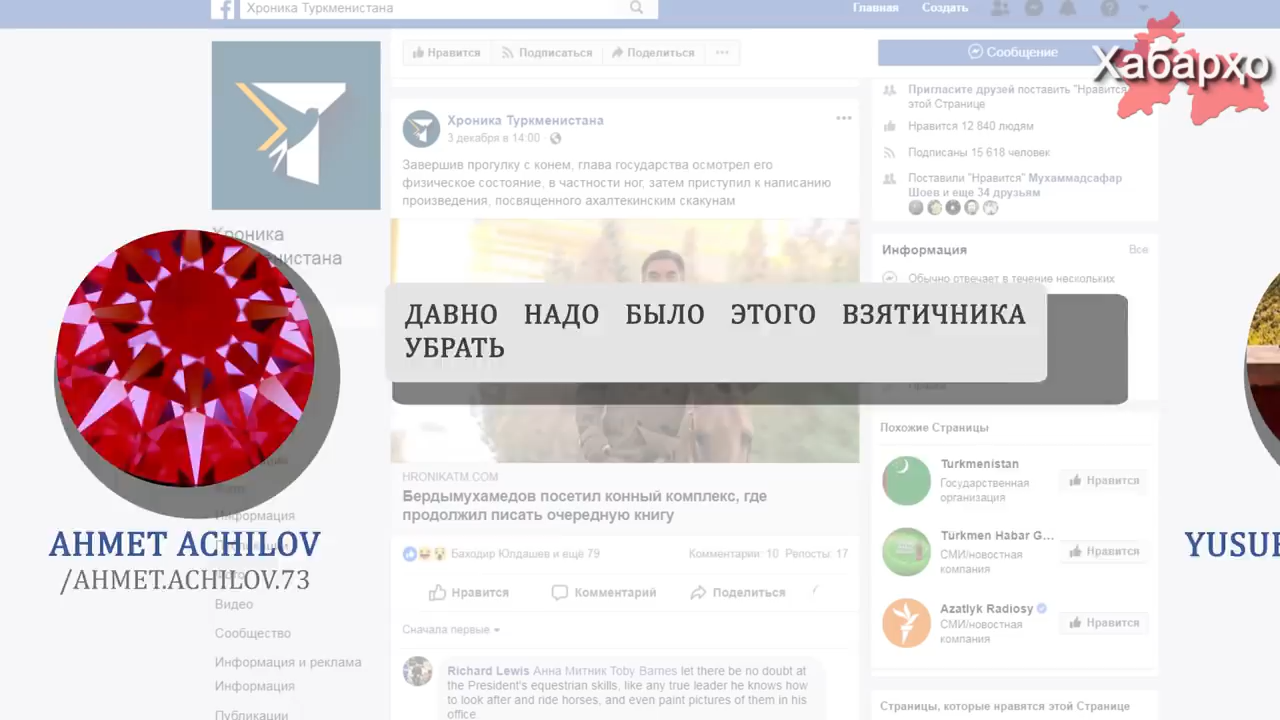 Хроника Туркменистана
Главная
Создать
Нравится
Подписаться
Поделиться
Сообщение
Хабарҳо
Хроника Туркменистана
3 декабря в 14:00
Завершив прогулку с конем, глава государства осмотрел его
физическое состояние, в частности ног, затем приступил к написанию
произведения, посвященного ахалтекинским скакунам
Пригласите друзей поставить "Нравится"
этой Странице
Нравится 12 840 людям
Подписаны 15 618 человек
Поставили "Нравится" Мухаммадсафар
Шоев и еще 34 друзьям
Хроника
Информация
Все
Обычно отвечает в течение нескольких
ДАВНО НАДО БЫЛО ЭТОГО ВЗЯТИЧНИКА
УБРАТЬ
AHMET ACHILOV
/AHMET.ACHILOV.73
YUSUF
HRONIKATM.COM
Бердымухамедов посетил конный комплекс, где
продолжил писать очередную книгу
Баходир Юлдашев и ещё 79
Комментарии: 10 Репосты: 17
Нравится
Комментарий
Поделиться
Сначала первые
Richard Lewis Анна Митник Toby Barnes let there be no doubt at
the President's equestrian skills, like any true leader he knows how
to look after and ride horses, and even paint pictures of them in his
office.
Похожие Страницы
Turkmenistan
Государственная
организация
Нравится
Türkmen Habar G...
СМИ/новостная
компания
Нравится
Azatlyk Radiosy
СМИ/новостная
компания
Нравится
Страницы, которые нравятся этой Странице
Информация
Видео
Сообщество
Информация и реклама
Информация
Публикации